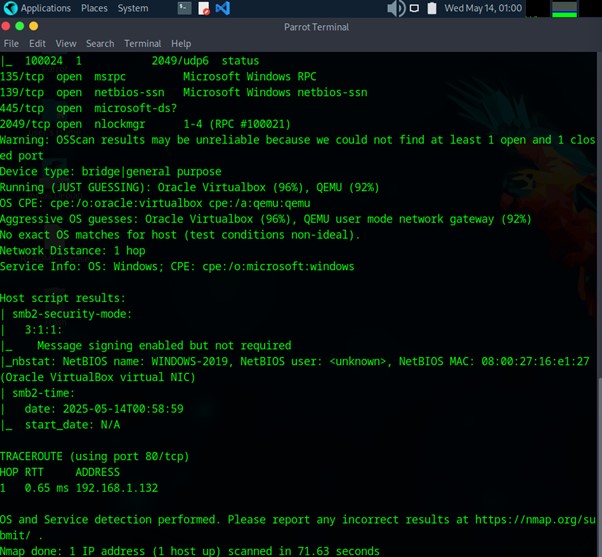 Applications Places System Wed May 14, 01:00
Parrot Terminal
File Edit View Search Terminal Help
|_  100024  1           2049/udp6  status
135/tcp  open  msrpc         Microsoft Windows RPC
139/tcp  open  netbios-ssn   Microsoft Windows netbios-ssn
445/tcp  open  microsoft-ds?
2049/tcp open  nlockmgr      1-4 (RPC #100021)
Warning: OSScan results may be unreliable because we could not find at least 1 open and 1 clos
ed port
Device type: bridge|general purpose
Running (JUST GUESSING): Oracle Virtualbox (96%), QEMU (92%)
OS CPE: cpe:/o:oracle:virtualbox cpe:/a:qemu:qemu
Aggressive OS guesses: Oracle Virtualbox (96%), QEMU user mode network gateway (92%)
No exact OS matches for host (test conditions non-ideal).
Network Distance: 1 hop
Service Info: OS: Windows; CPE: cpe:/o:microsoft:windows
Host script results:
| smb2-security-mode:
|   3:1:1:
|_    Message signing enabled but not required
|_nbstat: NetBIOS name: WINDOWS-2019, NetBIOS user: <unknown>, NetBIOS MAC: 08:00:27:16:e1:27
(Oracle VirtualBox virtual NIC)
| smb2-time:
|   date: 2025-05-14T00:58:59
|_  start_date: N/A
TRACEROUTE (using port 80/tcp)
HOP RTT     ADDRESS
1   0.65 ms 192.168.1.132
OS and Service detection performed. Please report any incorrect results at https://nmap.org/su
bmit/ .
Nmap done: 1 IP address (1 host up) scanned in 71.63 seconds